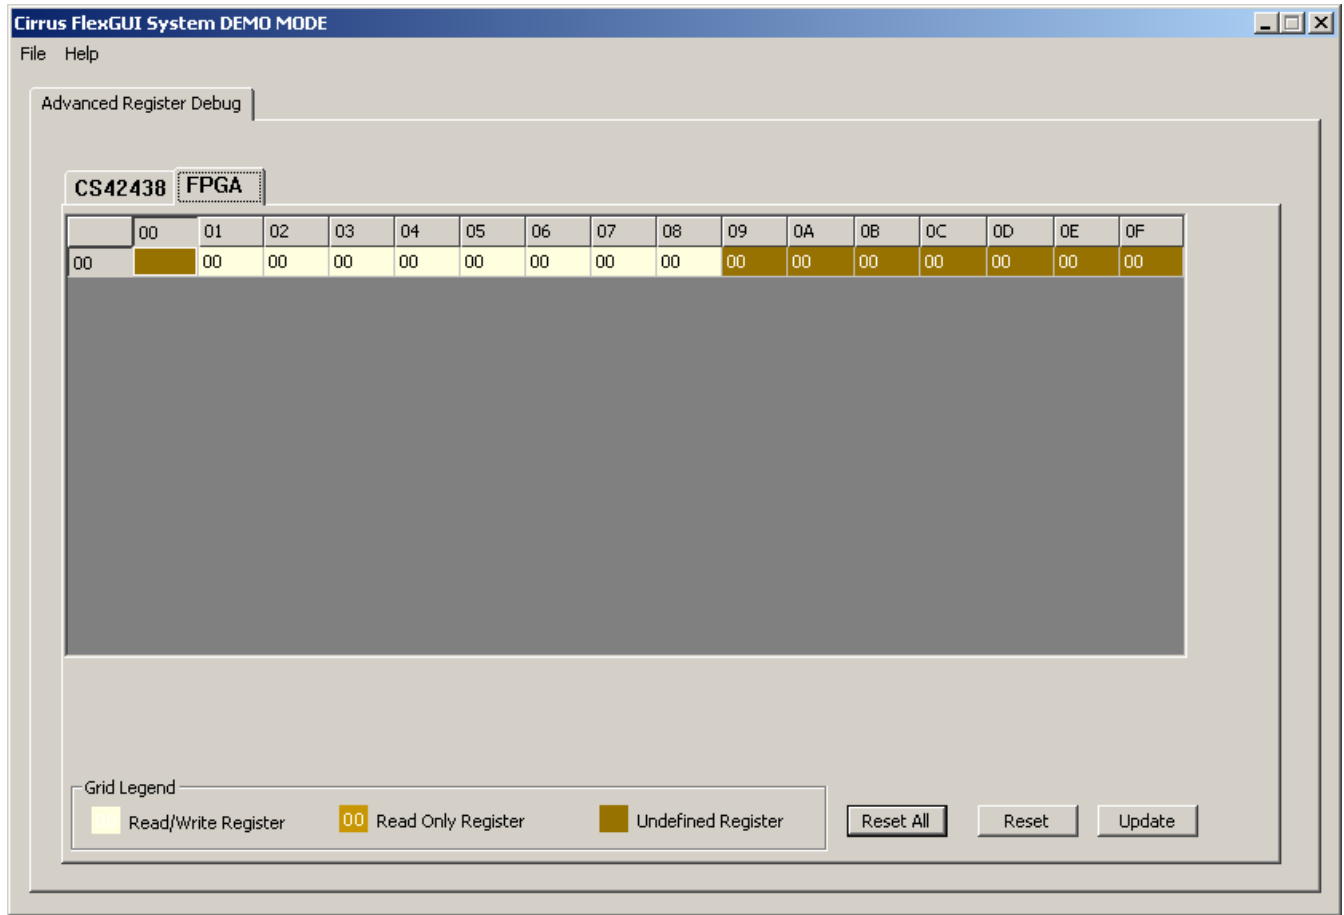 Cirrus FlexGUI System DEMO MODE
File Help
Advanced Register Debug
CS42438 FPGA
00 01 02 03 04 05 06 07 08 09 0A 0B 0C 0D 0E 0F
00 00 00 00 00 00 00 00 00 00 00 00 00 00 00 00
Grid Legend
Read/Write Register 00 Read Only Register Undefined Register Reset All Reset Update